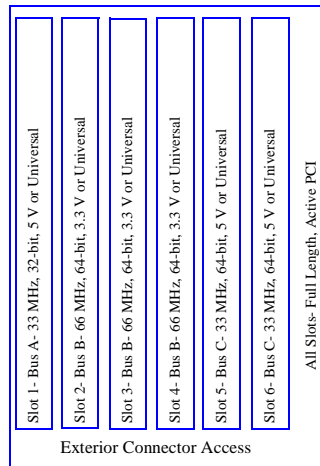 Slot 1- Bus A- 33 MHz, 32-bit, 5 V or Universal
Slot 2- Bus B- 66 MHz, 64-bit, 3.3 V or Universal
Slot 3- Bus B- 66 MHz, 64-bit, 3.3 V or Universal
Slot 4- Bus B- 66 MHz, 64-bit, 3.3 V or Universal
Slot 5- Bus C- 33 MHz, 64-bit, 5 V or Universal
Slot 6- Bus C- 33 MHz, 64-bit, 5 V or Universal
All Slots- Full Length, Active PCI
Exterior Connector Access